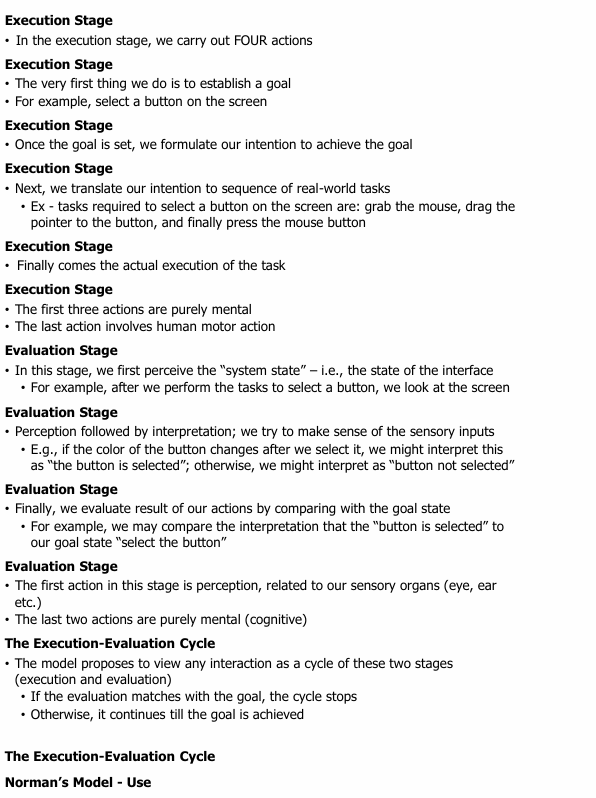 Execution Stage
• In the execution stage, we carry out FOUR actions
Execution Stage
• The very first thing we do is to establish a goal
• For example, select a button on the screen
Execution Stage
• Once the goal is set, we formulate our intention to achieve the goal
Execution Stage
• Next, we translate our intention to sequence of real-world tasks
• Ex - tasks required to select a button on the screen are: grab the mouse, drag the
pointer to the button, and finally press the mouse button
Execution Stage
• Finally comes the actual execution of the task
Execution Stage
• The first three actions are purely mental
• The last action involves human motor action
Evaluation Stage
• In this stage, we first perceive the “system state” – i.e., the state of the interface
• For example, after we perform the tasks to select a button, we look at the screen
Evaluation Stage
• Perception followed by interpretation; we try to make sense of the sensory inputs
• E.g., if the color of the button changes after we select it, we might interpret this
as “the button is selected”; otherwise, we might interpret as “button not selected”
Evaluation Stage
• Finally, we evaluate result of our actions by comparing with the goal state
• For example, we may compare the interpretation that the “button is selected” to
our goal state “select the button”
Evaluation Stage
• The first action in this stage is perception, related to our sensory organs (eye, ear
etc.)
• The last two actions are purely mental (cognitive)
The Execution-Evaluation Cycle
• The model proposes to view any interaction as a cycle of these two stages
(execution and evaluation)
• If the evaluation matches with the goal, the cycle stops
• Otherwise, it continues till the goal is achieved
The Execution-Evaluation Cycle
Norman’s Model - Use